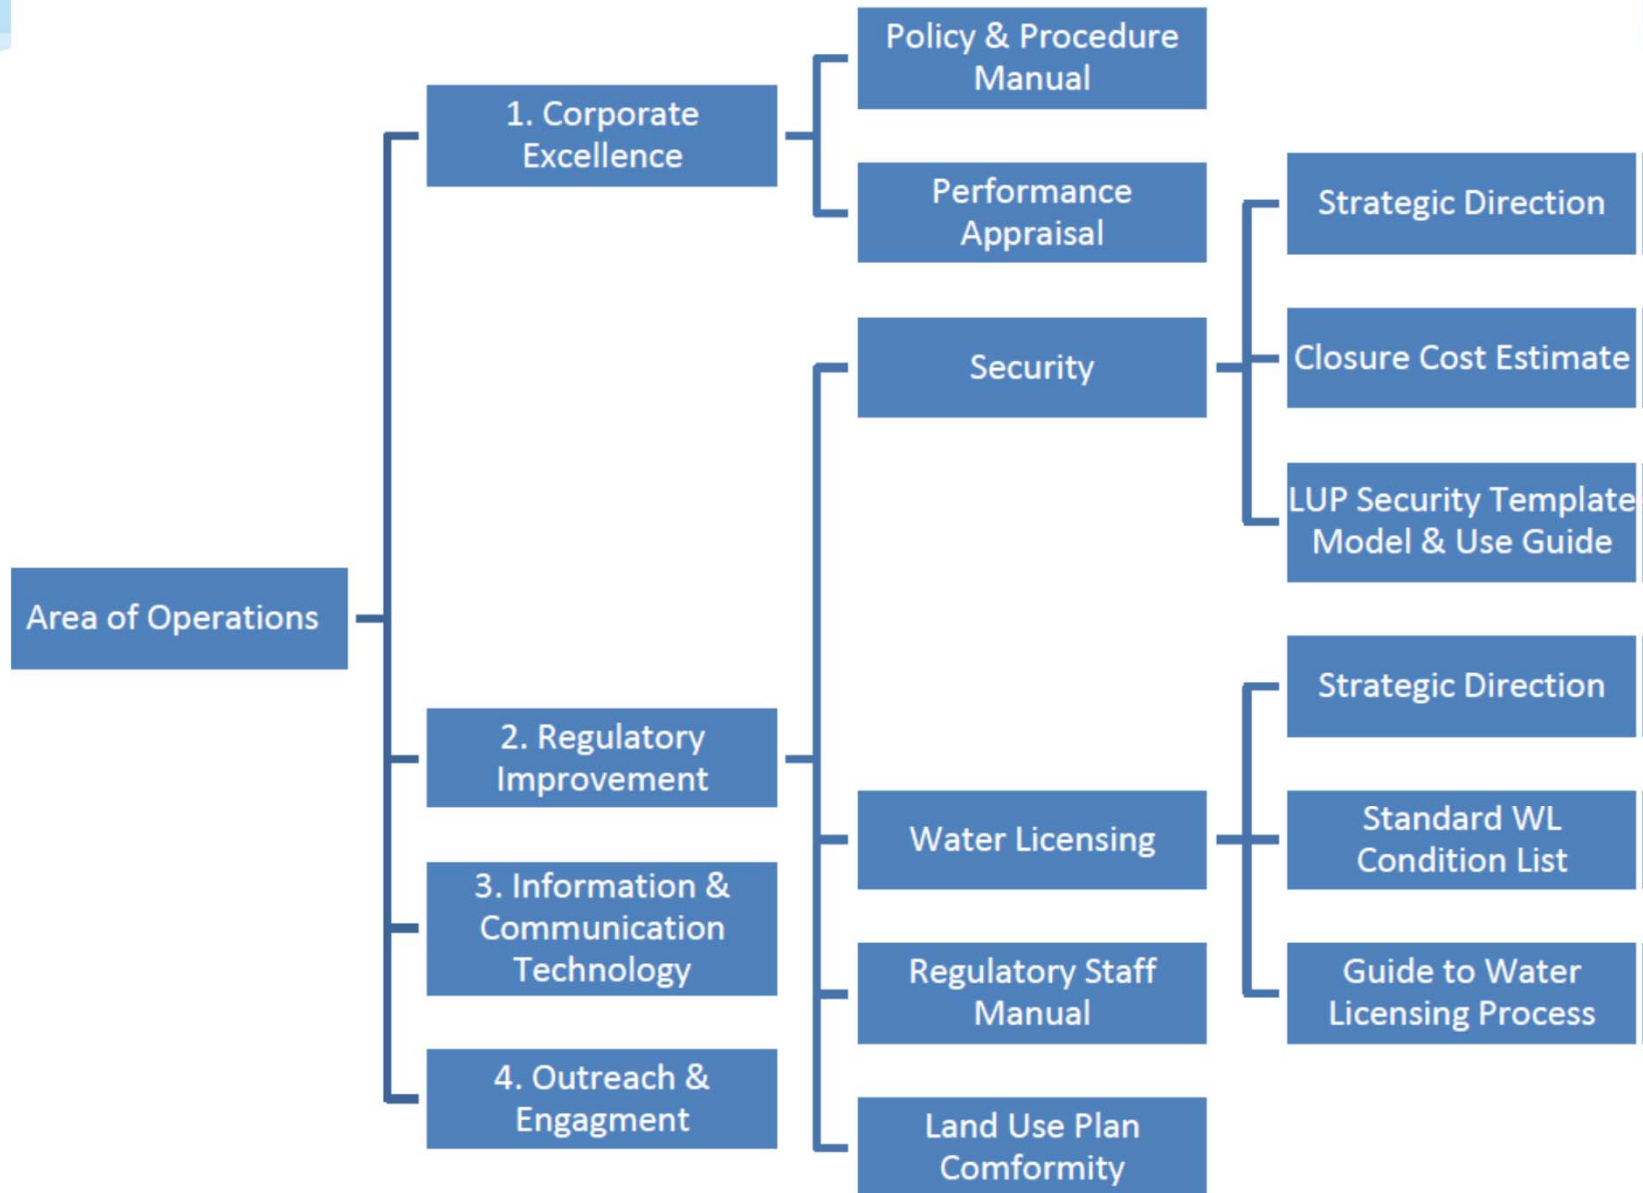 Area of Operations
1. Corporate
Excellence
Policy & Procedure
Manual
Performance
Appraisal
2. Regulatory
Improvement
Security
Strategic Direction
Closure Cost Estimate
LUP Security Template
Model & Use Guide
Water Licensing
Strategic Direction
Standard WL
Condition List
Guide to Water
Licensing Process
Regulatory Staff
Manual
Land Use Plan
Comformity
3. Information &
Communication
Technology
4. Outreach &
Engagment